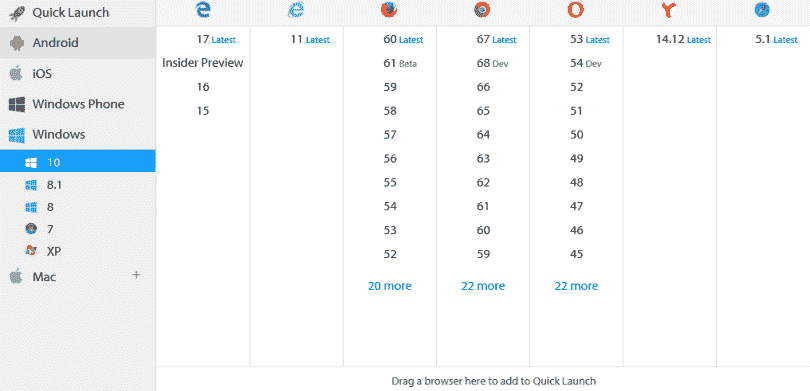 Quick Launch
Android
iOS
Windows Phone
Windows
10
8.1
8
7
XP
Mac +
17 Latest 11 Latest 60 Latest 67 Latest 53 Latest 14.12 Latest 5.1 Latest
Insider Preview 61 Beta 68 Dev 54 Dev
16 59 66 52
15 58 65 51
57 64 50
56 63 49
55 62 48
54 61 47
53 60 46
52 59 45
20 more 22 more 22 more
Drag a browser here to add to Quick Launch